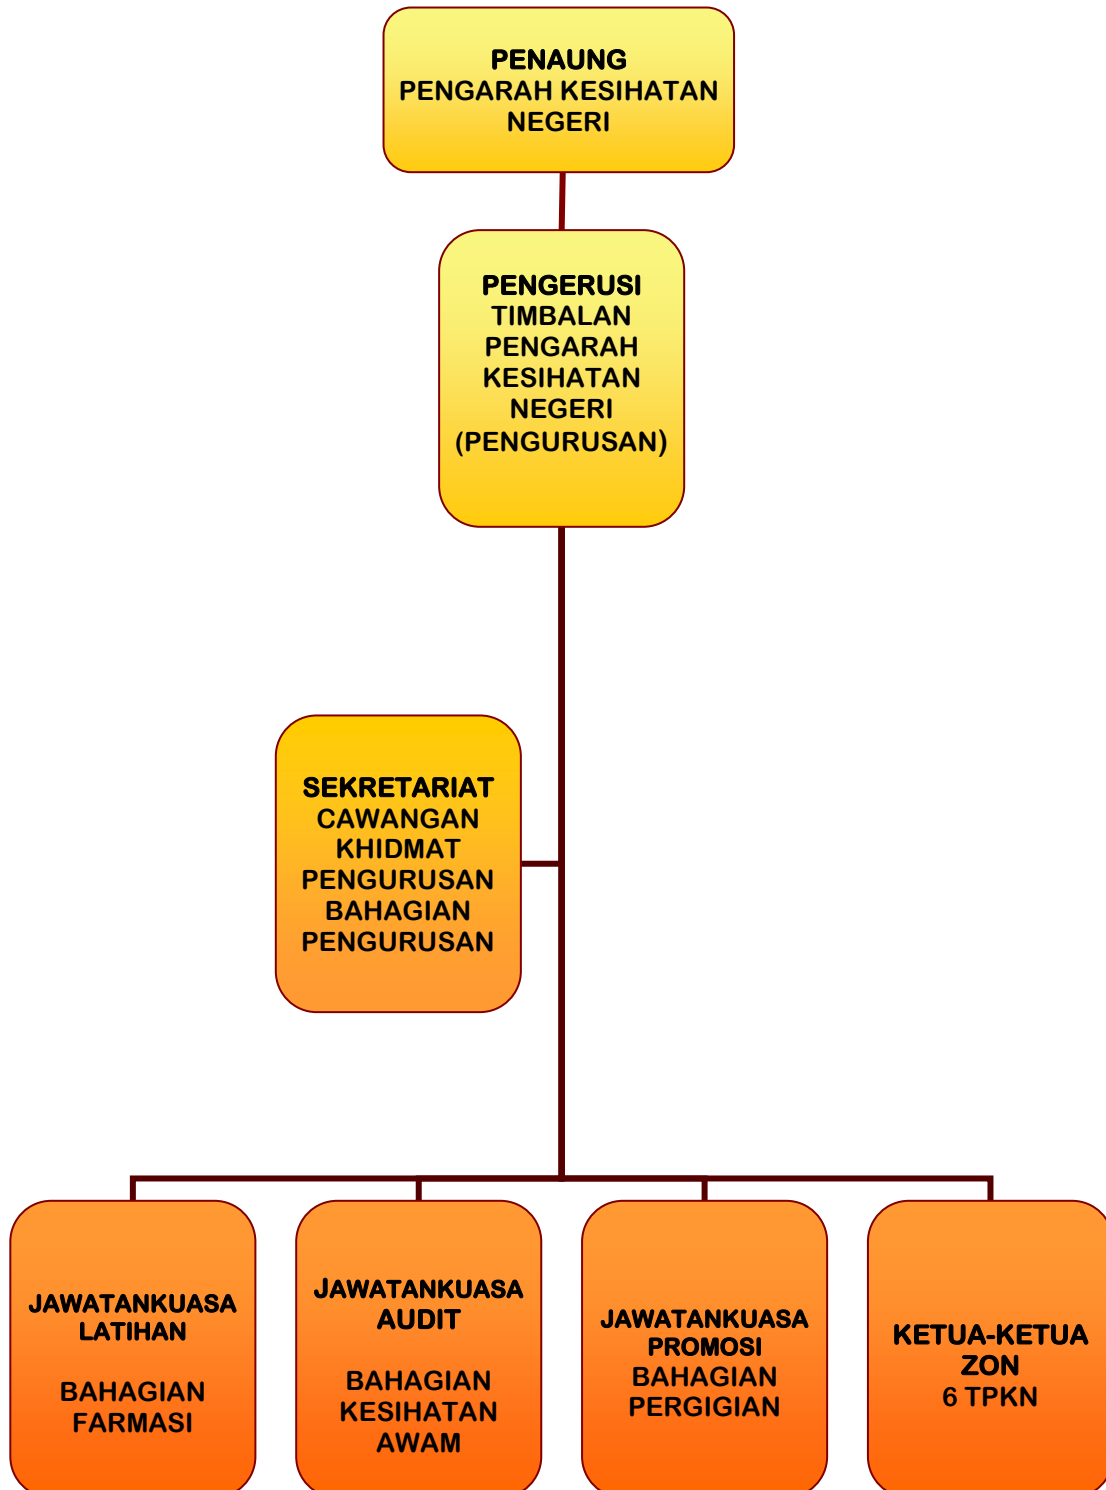 PENAUNG
PENGARAH KESIHATAN
NEGERI
PENGERUSI
TIMBALAN
PENGARAH
KESIHATAN
NEGERI
(PENGURUSAN)
SEKRETARIAT
CAWANGAN
KHIDMAT
PENGURUSAN
BAHAGIAN
PENGURUSAN
JAWATANKUASA
LATIHAN
BAHAGIAN
FARMASI
JAWATANKUASA
AUDIT
BAHAGIAN
KESIHATAN
AWAM
JAWATANKUASA
PROMOSI
BAHAGIAN
PERGIGIAN
KETUA-KETUA
ZON
6 TPKN